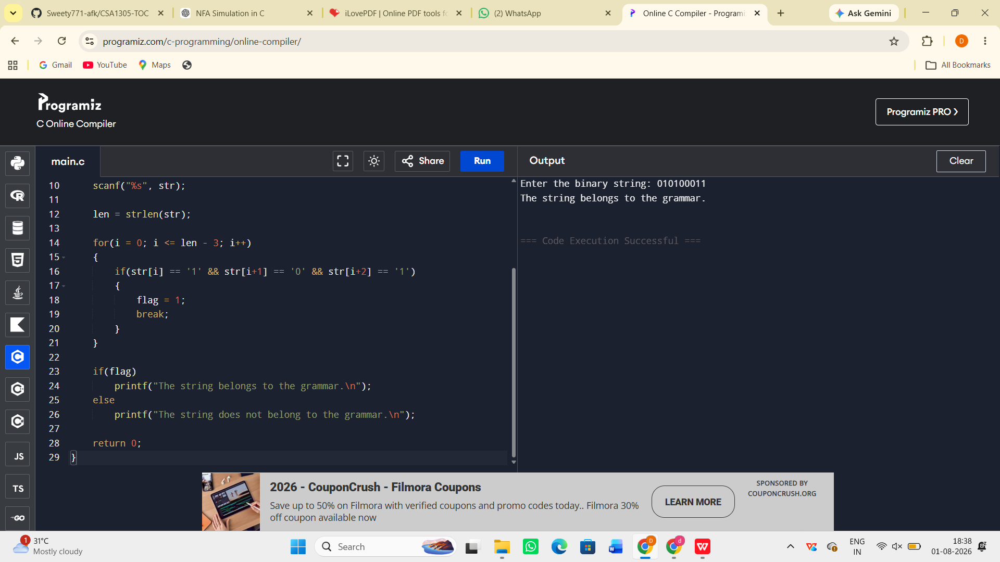 Sweety771-afk/CSA1305-TOC
NFA Simulation in C
iLovePDF | Online PDF tools fo
(2) WhatsApp
Online C Compiler - Programi
Ask Gemini
programiz.com/c-programming/online-compiler/
D
Gmail
YouTube
Maps
All Bookmarks
Programiz
C Online Compiler
Programiz PRO
main.c
Share
Run
Output
Clear
10 scanf("%s", str);
11
12 len = strlen(str);
13
14 for(i = 0; i <= len - 3; i++)
15 {
16 if(str[i] == '1' && str[i+1] == '0' && str[i+2] == '1')
17 {
18 flag = 1;
19 break;
20 }
21 }
22
23 if(flag)
24 printf("The string belongs to the grammar.\n");
25 else
26 printf("The string does not belong to the grammar.\n");
27
28 return 0;
29 }
Enter the binary string: 010100011
The string belongs to the grammar.
=== Code Execution Successful ===
JS
TS
GO
2026 - CouponCrush - Filmora Coupons
Save up to 50% on Filmora with verified coupons and promo codes today.. Filmora 30%
off coupon available now
LEARN MORE
SPONSORED BY
COUPONCRUSH.ORG
1
31°C
Mostly cloudy
Search
D
d
ENG
IN
18:38
01-08-2026